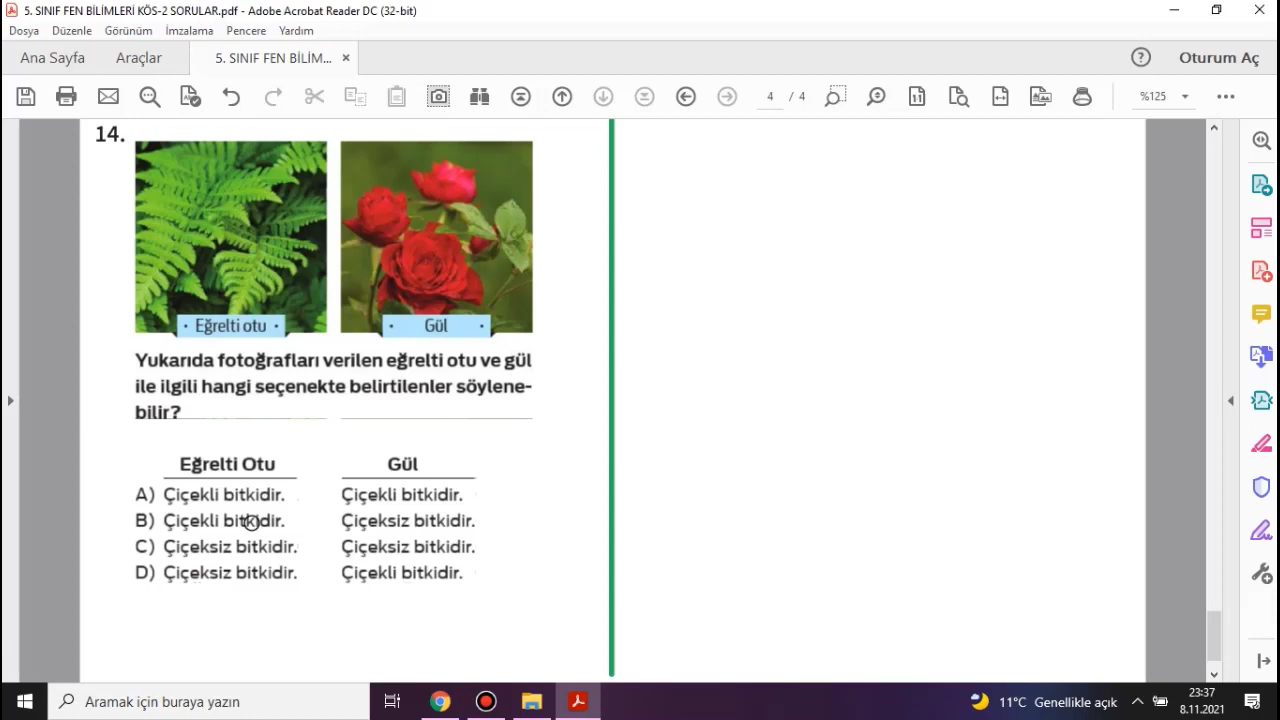 5. SINIF FEN BİLİMLERİ KÖS-2 SORULAR.pdf - Adobe Acrobat Reader DC (32-bit)
Dosya Düzenle Görünüm İmzalama Pencere Yardım
Ana Sayfa Araçlar 5. SINIF FEN BİLİM... × Oturum Aç
4 / 4 %125
14.
Eğrelti otu Gül
Yukarıda fotoğrafları verilen eğrelti otu ve gül
ile ilgili hangi seçenekte belirtilenler söylene-
bilir?
Eğrelti Otu Gül
A) Çiçekli bitkidir. Çiçekli bitkidir.
B) Çiçekli bitkidir. Çiçeksiz bitkidir.
C) Çiçeksiz bitkidir. Çiçeksiz bitkidir.
D) Çiçeksiz bitkidir. Çiçekli bitkidir.
Aramak için buraya yazın
11°C Genellikle açık
23:37
8.11.2021